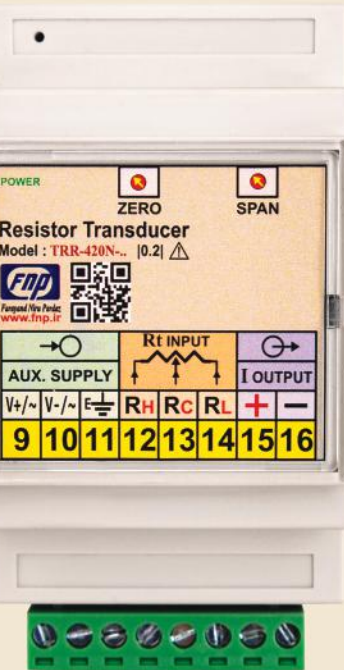 POWER
ZERO SPAN
Resistor Transducer
Model : TRR-420N-.. |0.2|
FNP
Farapand Niru Pardaz
www.fnp.ir
Rt INPUT
AUX. SUPPLY I OUTPUT
V+/~ V-/~ E RH RC RL + −
9 10 11 12 13 14 15 16